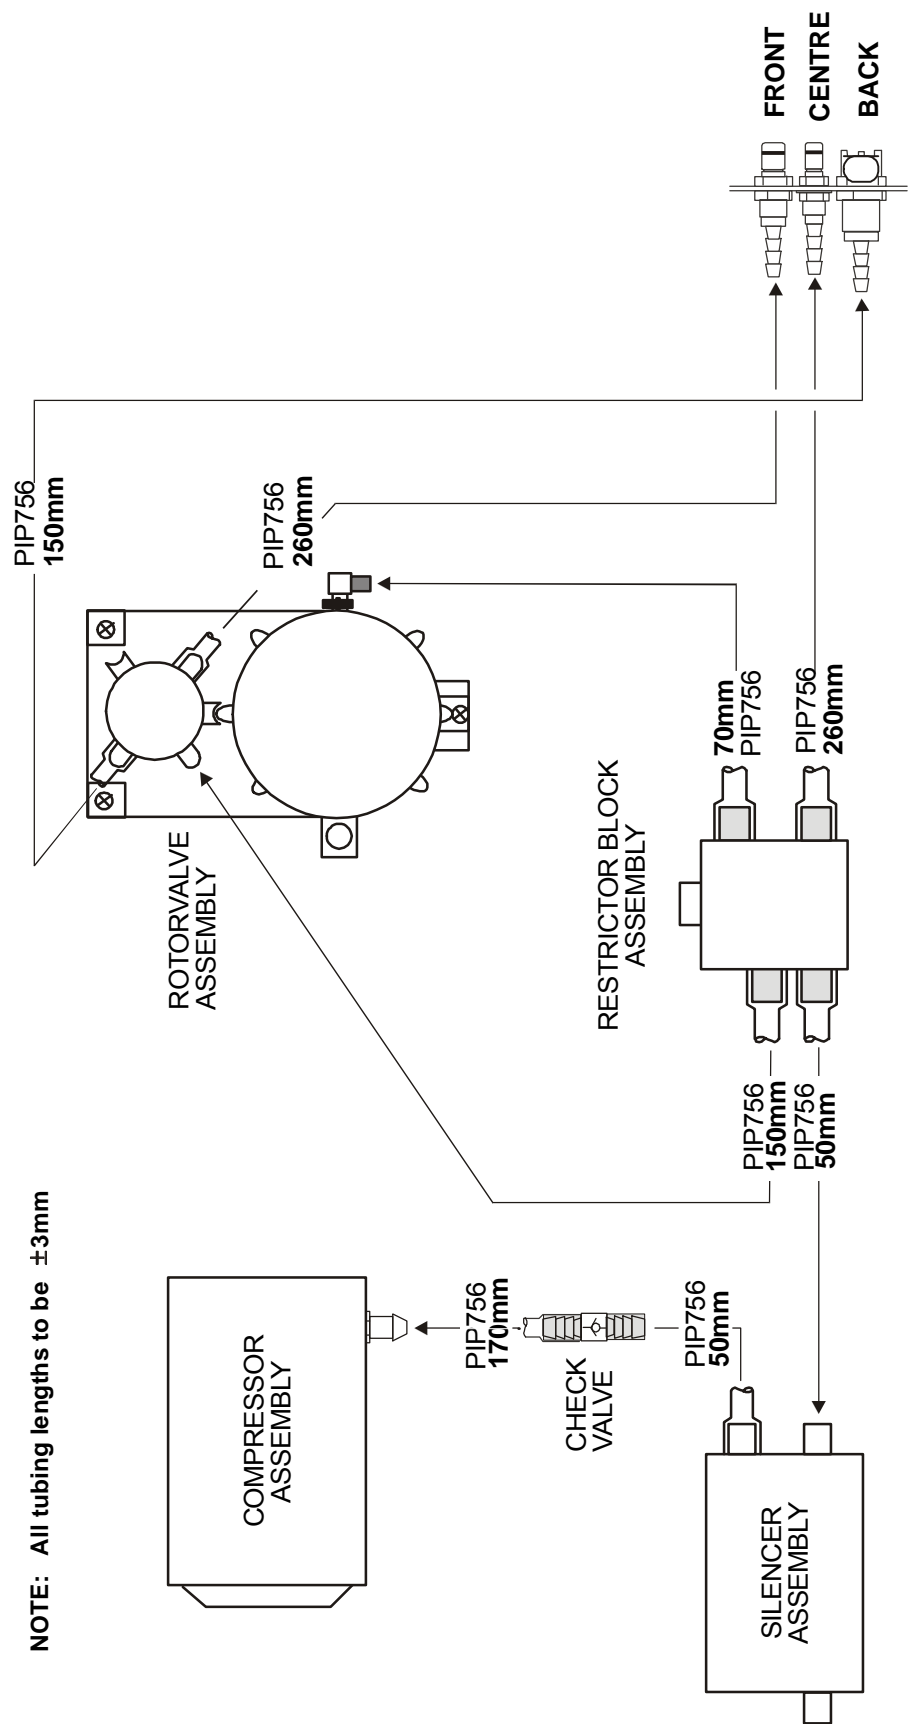 NOTE: All tubing lengths to be ±3mm
COMPRESSOR
ASSEMBLY
PIP756
170mm
CHECK
VALVE
PIP756
50mm
SILENCER
ASSEMBLY
ROTORVALVE
ASSEMBLY
PIP756
150mm
PIP756
260mm
RESTRICTOR BLOCK
ASSEMBLY
70mm
PIP756
PIP756
260mm
PIP756
150mm
PIP756
50mm
FRONT
CENTRE
BACK